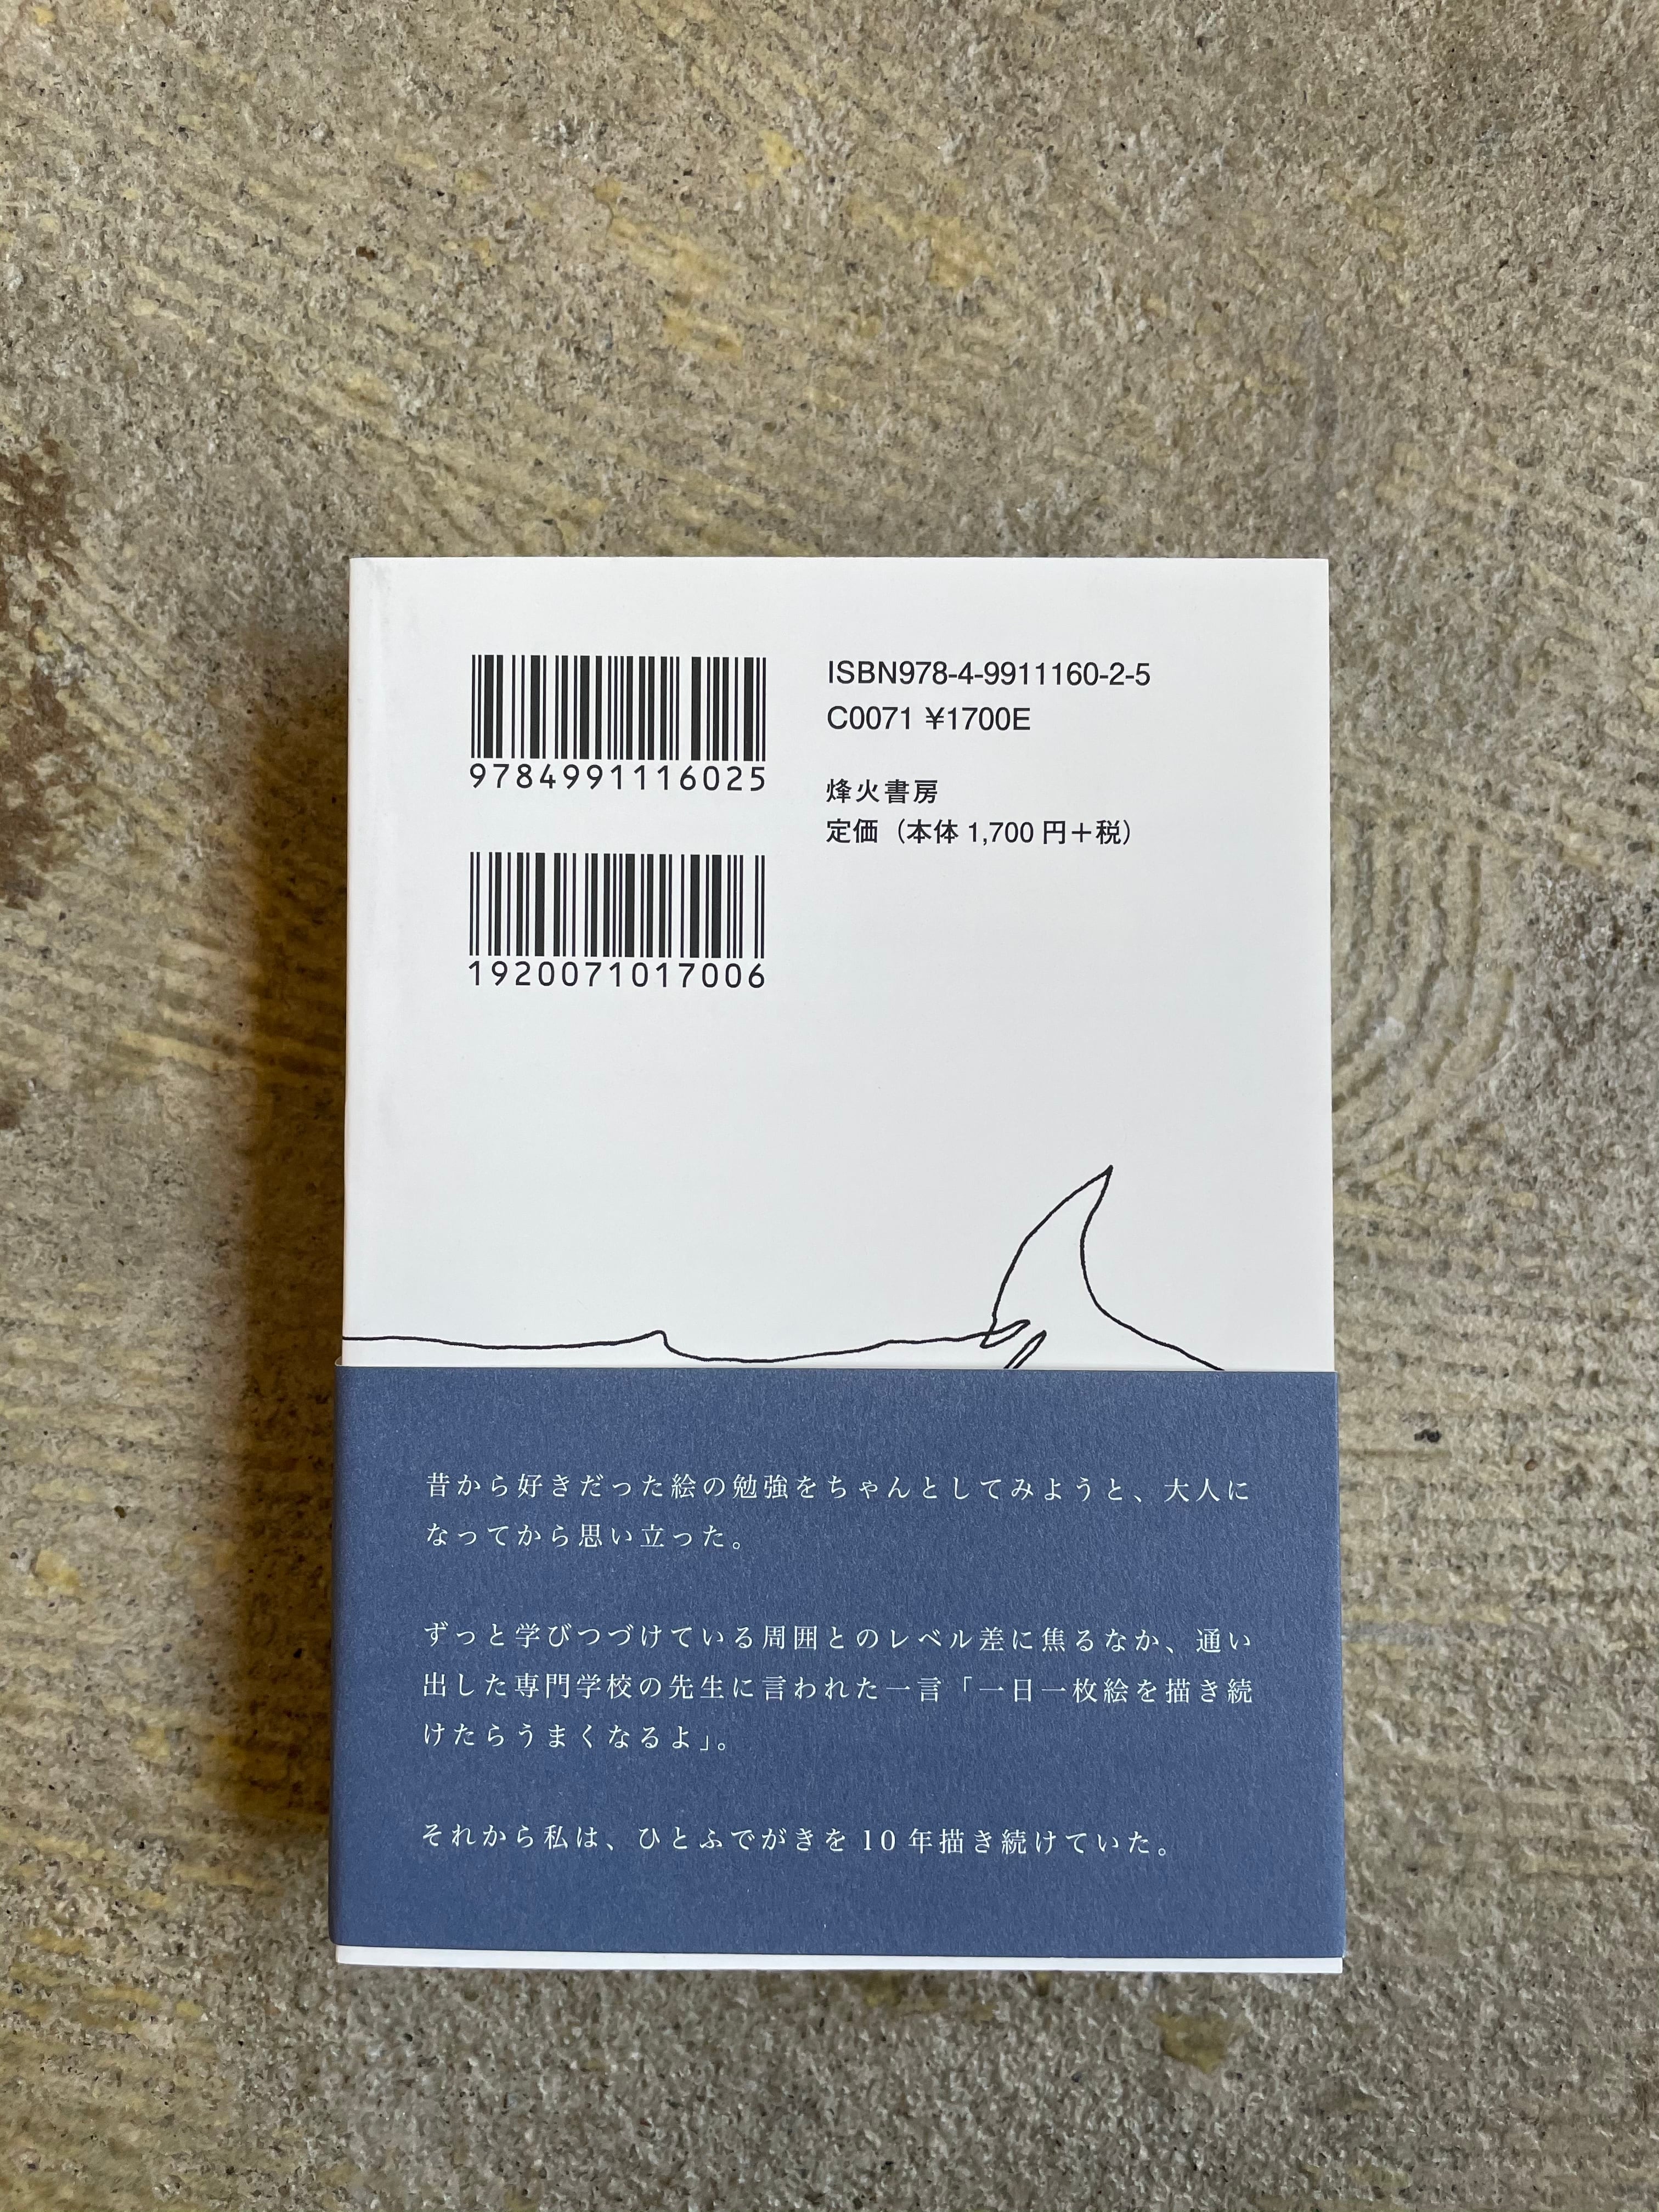 9784991116025
ISBN978-4-9911160-2-5
C0071 ¥1700E
烽火書房
定価（本体 1,700 円＋税）
1920071017006
昔から好きだった絵の勉強をちゃんとしてみようと、大人に
なってから思い立った。
ずっと学びつづけている周囲とのレベル差に焦るなか、通い
出した専門学校の先生に言われた一言「一日一枚絵を描き続
けたらうまくなるよ」。
それから私は、ひとふでがきを 10 年描き続けていた。